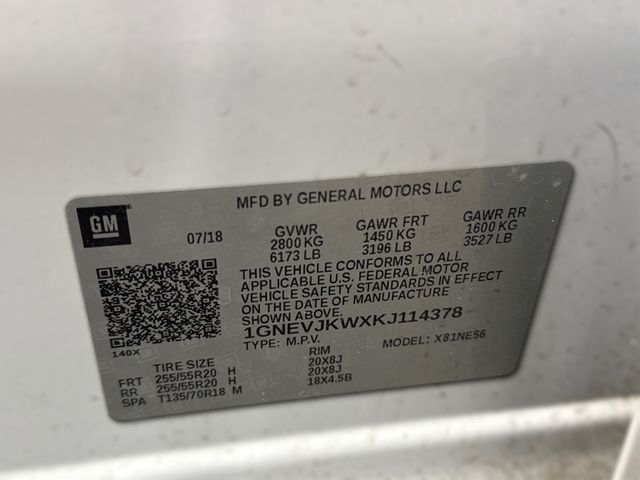 MFD BY GENERAL MOTORS LLC
GM
07/18
GVWR GAWR FRT GAWR RR
2800 KG 1450 KG 1600 KG
6173 LB 3196 LB 3527 LB
THIS VEHICLE CONFORMS TO ALL
APPLICABLE U.S. FEDERAL MOTOR
VEHICLE SAFETY STANDARDS IN EFFECT
ON THE DATE OF MANUFACTURE
SHOWN ABOVE.
1GNEVJKWXKJ114378
140X
TYPE: M.P.V. MODEL: X81NE56
TIRE SIZE RIM
FRT 255/55R20 H 20X8J
RR 255/55R20 H 20X8J
SPA T135/70R18 M 18X4.5B